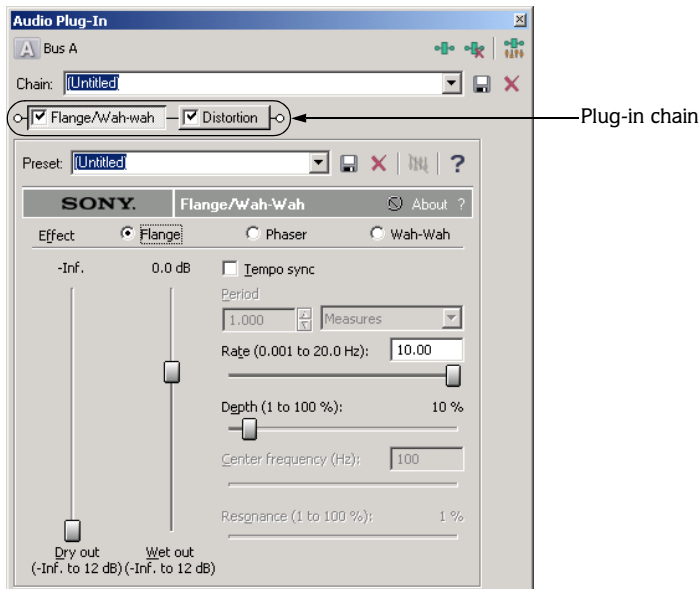 Audio Plug-In
A Bus A
Chain: (Untitled)
Flange/Wah-wah Distortion
Plug-in chain
Preset: (Untitled) ?
SONY. Flange/Wah-Wah About ?
Effect Flange Phaser Wah-Wah
-Inf. 0.0 dB Tempo sync
Period
1.000 Measures
Rate (0.001 to 20.0 Hz): 10.00
Depth (1 to 100 %): 10 %
Center frequency (Hz): 100
Resonance (1 to 100 %): 1 %
Dry out Wet out
(-Inf. to 12 dB) (-Inf. to 12 dB)